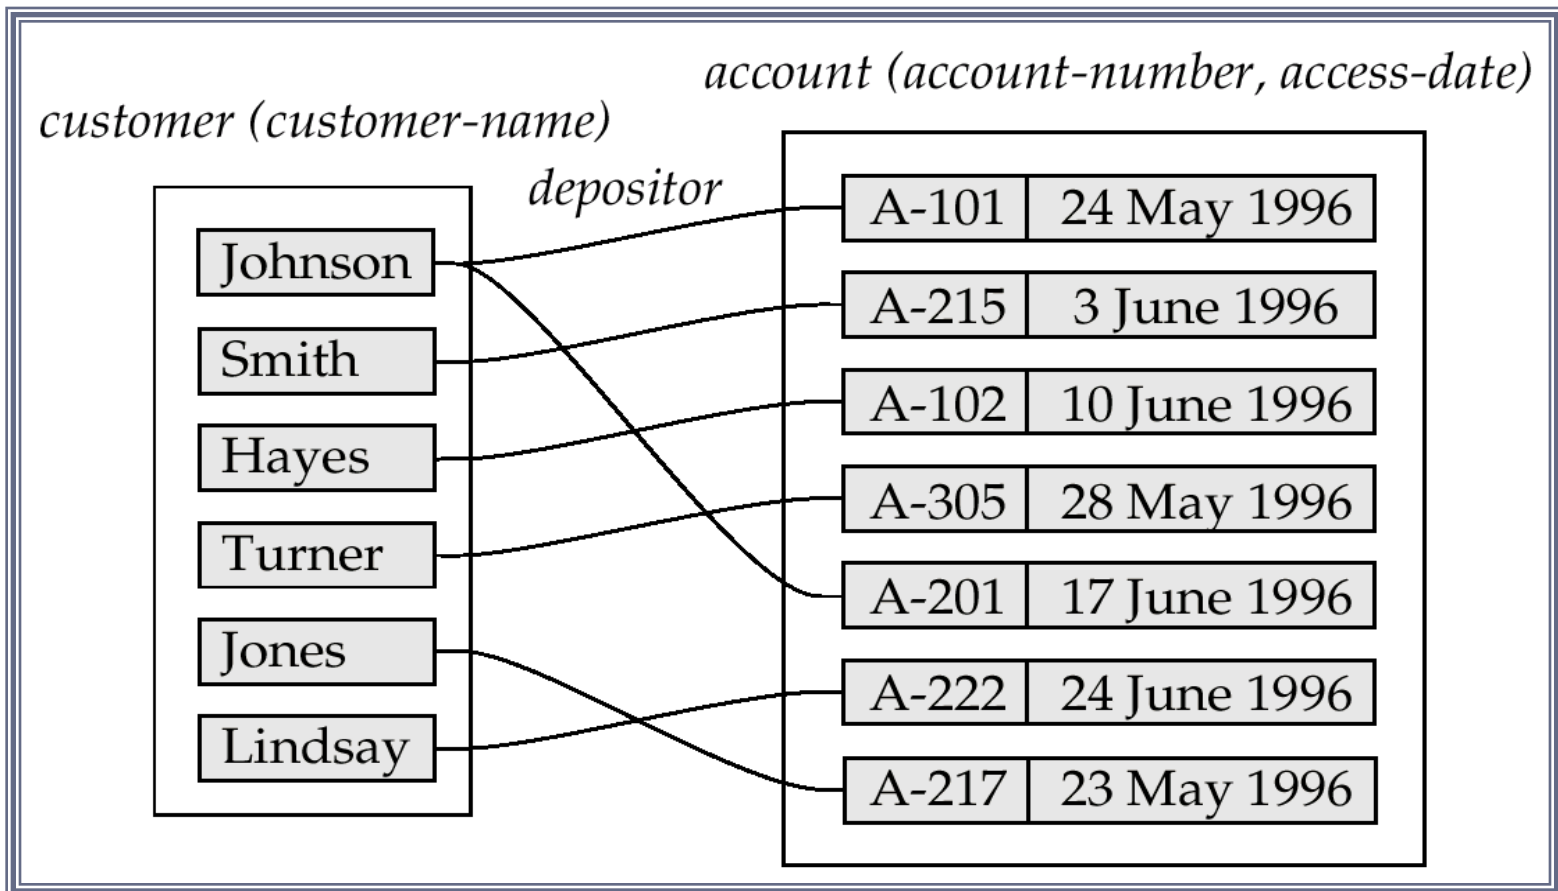 account (account-number, access-date)
customer (customer-name)
depositor
Johnson
Smith
Hayes
Turner
Jones
Lindsay
A-101 24 May 1996
A-215 3 June 1996
A-102 10 June 1996
A-305 28 May 1996
A-201 17 June 1996
A-222 24 June 1996
A-217 23 May 1996